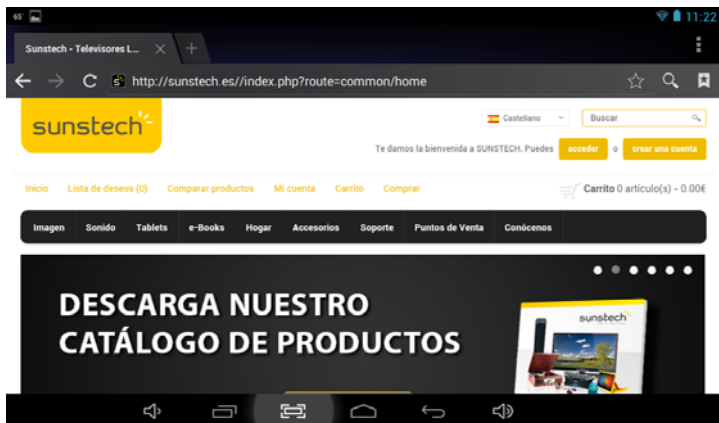 65°
11:22
Sunstech - Televisores L...
http://sunstech.es//index.php?route=common/home
sunstech
Castellano
Buscar
Te damos la bienvenida a SUNSTECH. Puedes acceder o crear una cuenta
Inicio Lista de deseos (0) Comparar productos Mi cuenta Carrito Comprar
Carrito 0 artículo(s) - 0.00€
Imagen Sonido Tablets e-Books Hogar Accesorios Soporte Puntos de Venta Conócenos
DESCARGA NUESTRO
CATÁLOGO DE PRODUCTOS
sunstech